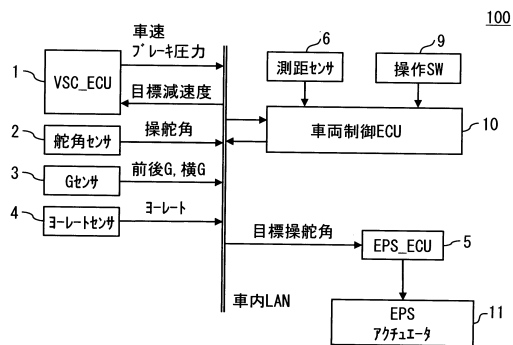 100
車速
ブレーキ圧力
1
VSC_ECU
目標減速度
6
測距センサ
9
操作SW
2
舵角センサ
操舵角
車両制御ECU
10
3
Gセンサ
前後G,横G
4
ヨーレートセンサ
ヨーレート
目標操舵角
EPS_ECU
5
車内LAN
EPS
アクチュエータ
11